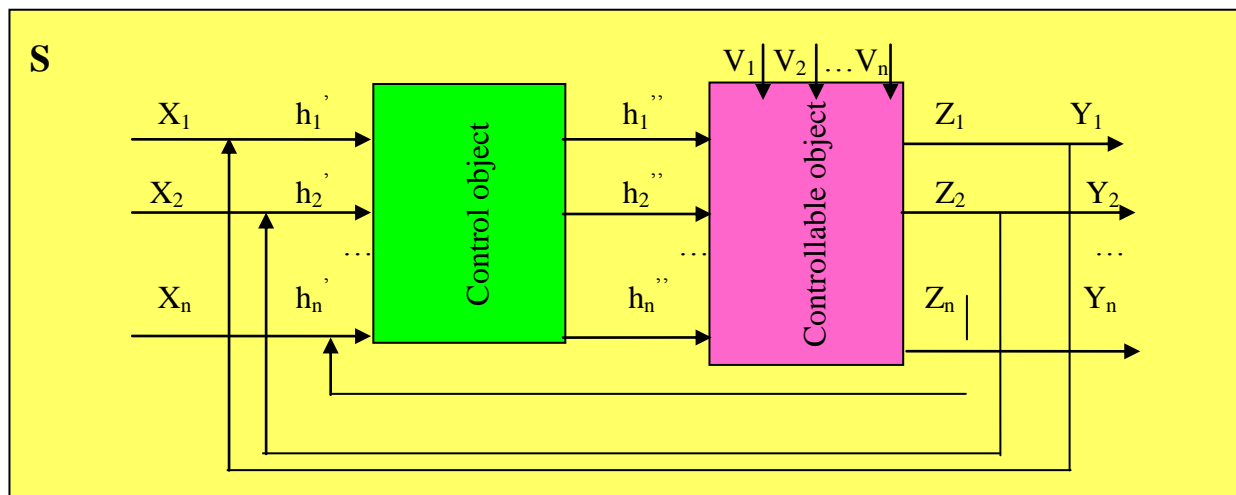 S
V₁ V₂ …Vₙ
X₁ h₁’ h₁’’ Z₁ Y₁
X₂ h₂’ h₂’’ Z₂ Y₂
… … …
Xₙ hₙ’ hₙ’’ Zₙ Yₙ
Control object
Controllable object